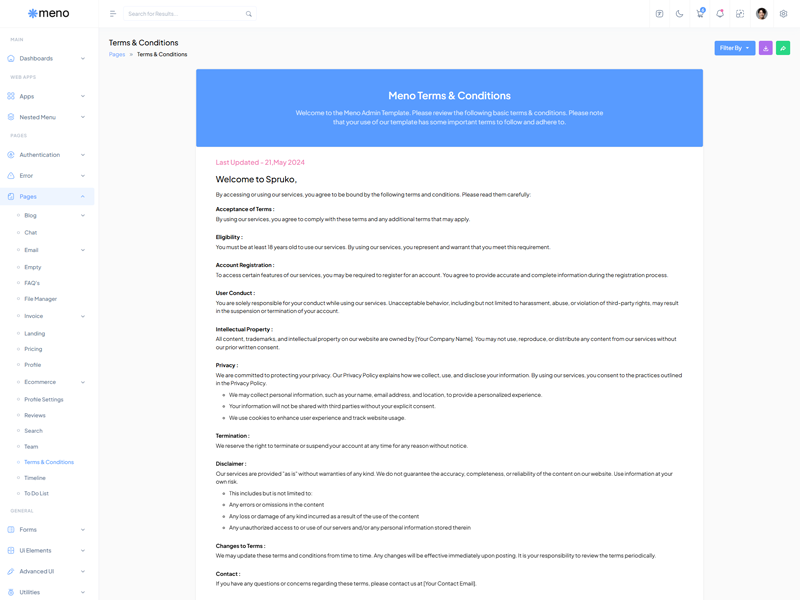 meno
Search for Results...
4
MAIN
Dashboards
WEB APPS
Apps
Nested Menu
PAGES
Authentication
Error
Pages
Blog
Chat
Email
Empty
FAQ's
File Manager
Invoice
Landing
Pricing
Profile
Ecommerce
Profile Settings
Reviews
Search
Team
Terms & Conditions
Timeline
To Do List
GENERAL
Forms
UI Elements
Advanced UI
Utilities
Terms & Conditions
Pages » Terms & Conditions
Filter By
Meno Terms & Conditions
Welcome to the Meno Admin Template. Please review the following basic terms & conditions. Please note
that your use of our template has some important terms to follow and adhere to.
Last Updated - 21,May 2024
Welcome to Spruko,
By accessing or using our services, you agree to be bound by the following terms and conditions. Please read them carefully:
Acceptance of Terms :
By using our services, you agree to comply with these terms and any additional terms that may apply.
Eligibility :
You must be at least 18 years old to use our services. By using our services, you represent and warrant that you meet this requirement.
Account Registration :
To access certain features of our services, you may be required to register for an account. You agree to provide accurate and complete information during the registration process.
User Conduct :
You are solely responsible for your conduct while using our services. Unacceptable behavior, including but not limited to harassment, abuse, or violation of third-party rights, may result
in the suspension or termination of your account.
Intellectual Property :
All content, trademarks, and intellectual property on our website are owned by [Your Company Name]. You may not use, reproduce, or distribute any content from our services without
our prior written consent.
Privacy :
We are committed to protecting your privacy. Our Privacy Policy explains how we collect, use, and disclose your information. By using our services, you consent to the practices outlined
in the Privacy Policy.
We may collect personal information, such as your name, email address, and location, to provide a personalized experience.
Your information will not be shared with third parties without your explicit consent.
We use cookies to enhance user experience and track website usage.
Termination :
We reserve the right to terminate or suspend your account at any time for any reason without notice.
Disclaimer :
Our services are provided "as is" without warranties of any kind. We do not guarantee the accuracy, completeness, or reliability of the content on our website. Use information at your
own risk.
This includes but is not limited to:
Any errors or omissions in the content
Any loss or damage of any kind incurred as a result of the use of the content
Any unauthorized access to or use of our servers and/or any personal information stored therein
Changes to Terms :
We may update these terms and conditions from time to time. Any changes will be effective immediately upon posting. It is your responsibility to review the terms periodically.
Contact :
If you have any questions or concerns regarding these terms, please contact us at [Your Contact Email].